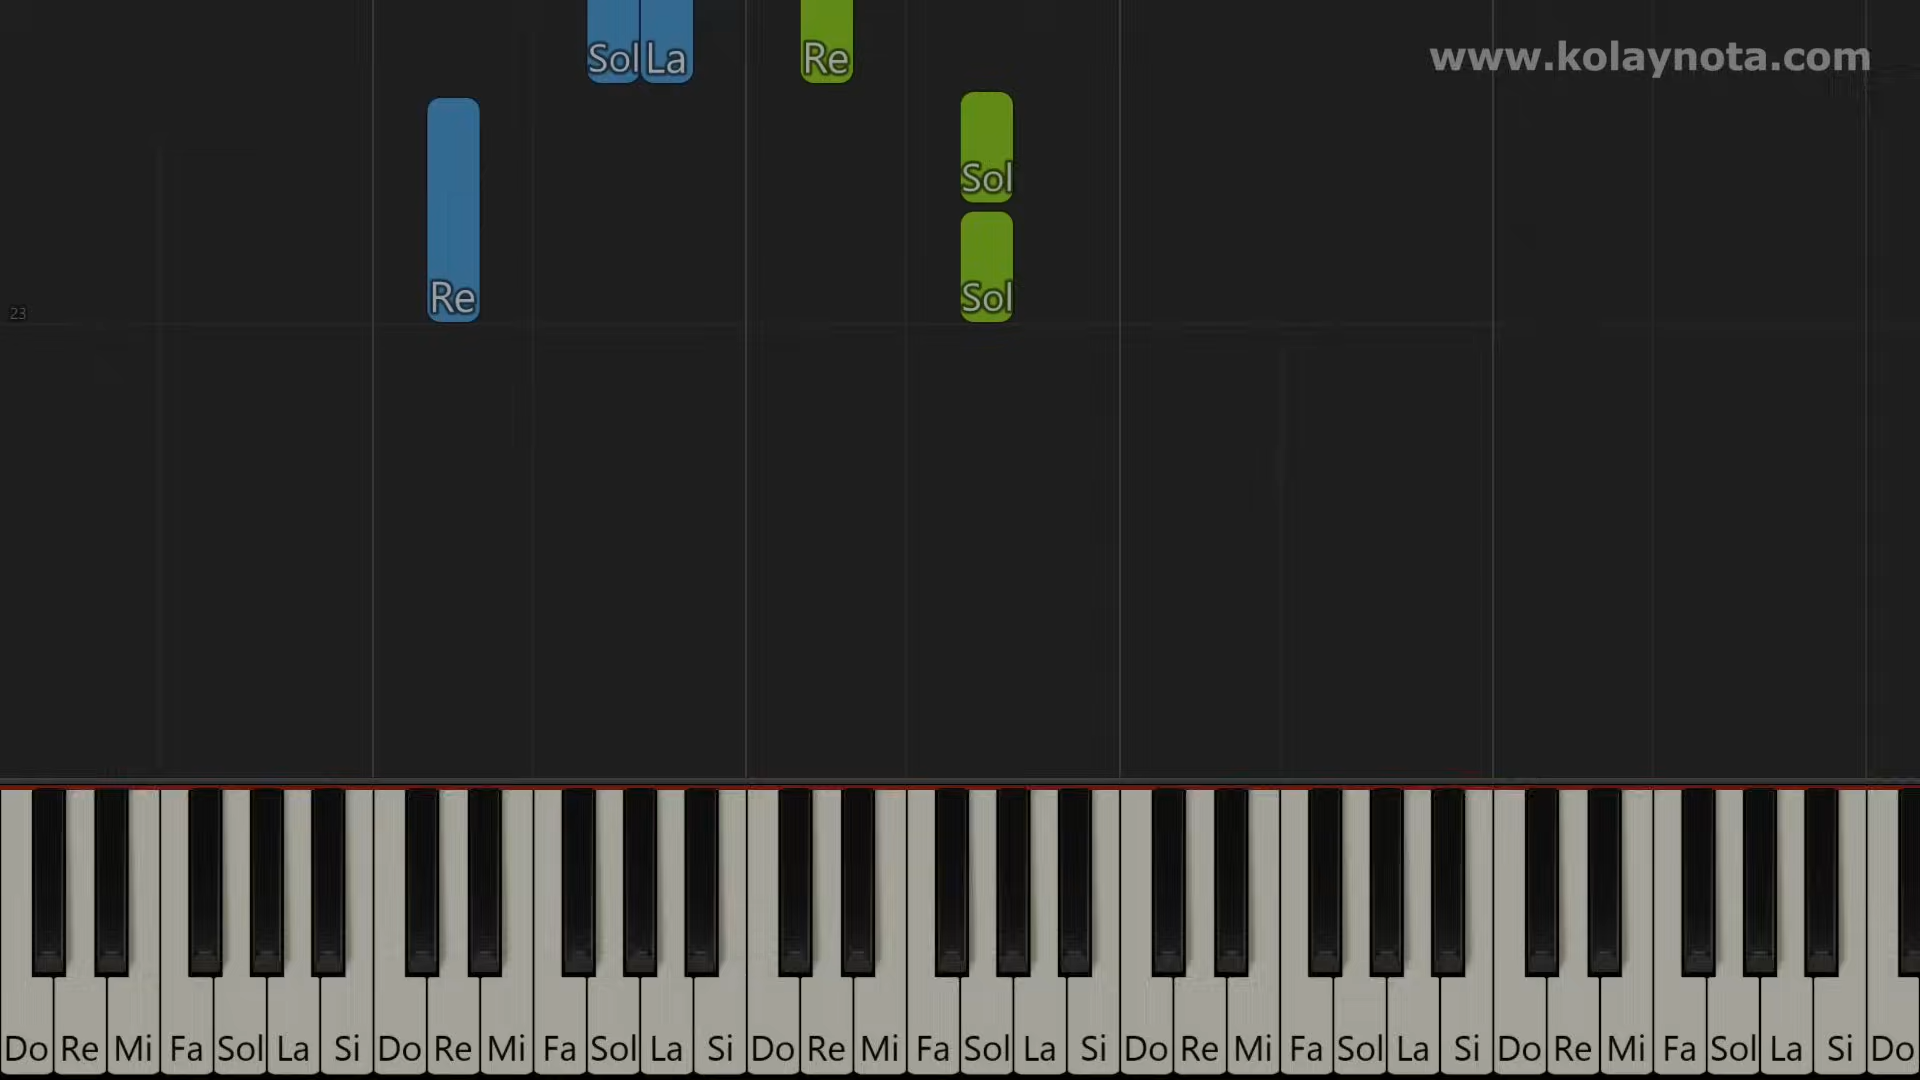 Sol La Re www.kolaynota.com
Sol
Re Sol
23
Do Re Mi Fa Sol La Si Do Re Mi Fa Sol La Si Do Re Mi Fa Sol La Si Do Re Mi Fa Sol La Si Do Re Mi Fa Sol La Si Do